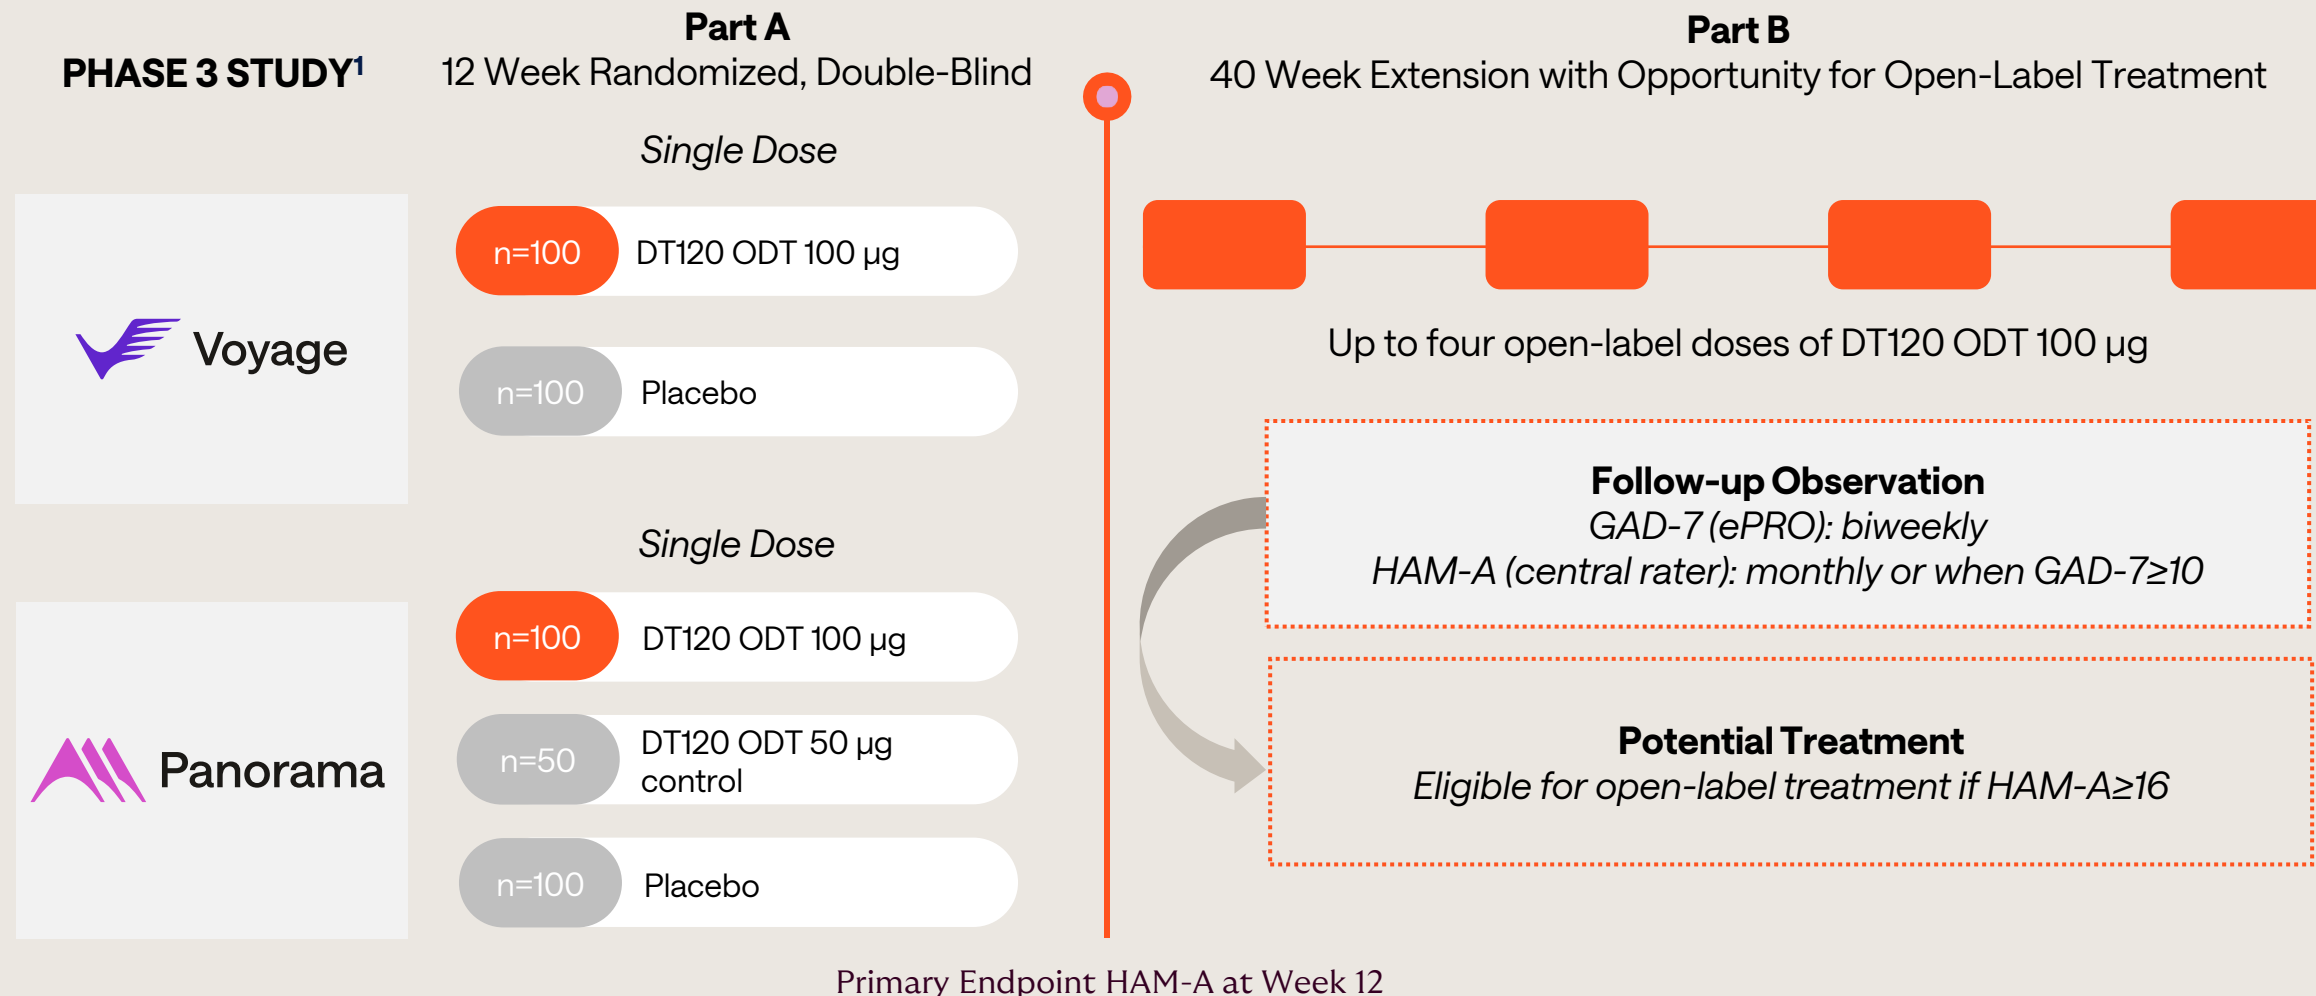 PHASE 3 STUDY¹
Part A
12 Week Randomized, Double-Blind
Part B
40 Week Extension with Opportunity for Open-Label Treatment
Single Dose
Voyage
n=100 DT120 ODT 100 µg
n=100 Placebo
Single Dose
Panorama
n=100 DT120 ODT 100 µg
n=50 DT120 ODT 50 µg
control
n=100 Placebo
Up to four open-label doses of DT120 ODT 100 µg
Follow-up Observation
GAD-7 (ePRO): biweekly
HAM-A (central rater): monthly or when GAD-7≥10
Potential Treatment
Eligible for open-label treatment if HAM-A≥16
Primary Endpoint HAM-A at Week 12